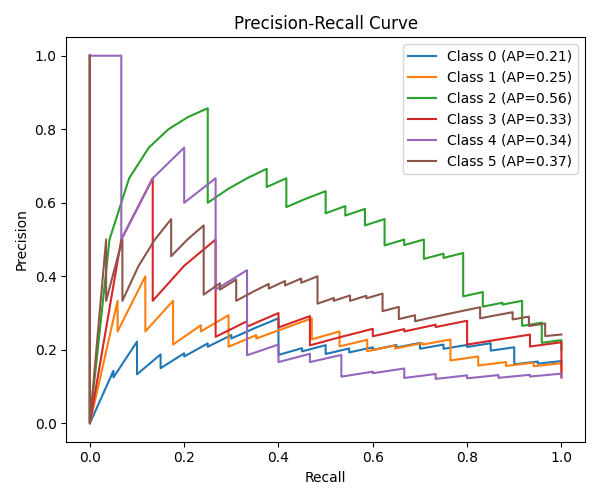 Precision-Recall Curve
Class 0 (AP=0.21)
Class 1 (AP=0.25)
Class 2 (AP=0.56)
Class 3 (AP=0.33)
Class 4 (AP=0.34)
Class 5 (AP=0.37)
Precision
1.0
0.8
0.6
0.4
0.2
0.0
0.0 0.2 0.4 0.6 0.8 1.0
Recall